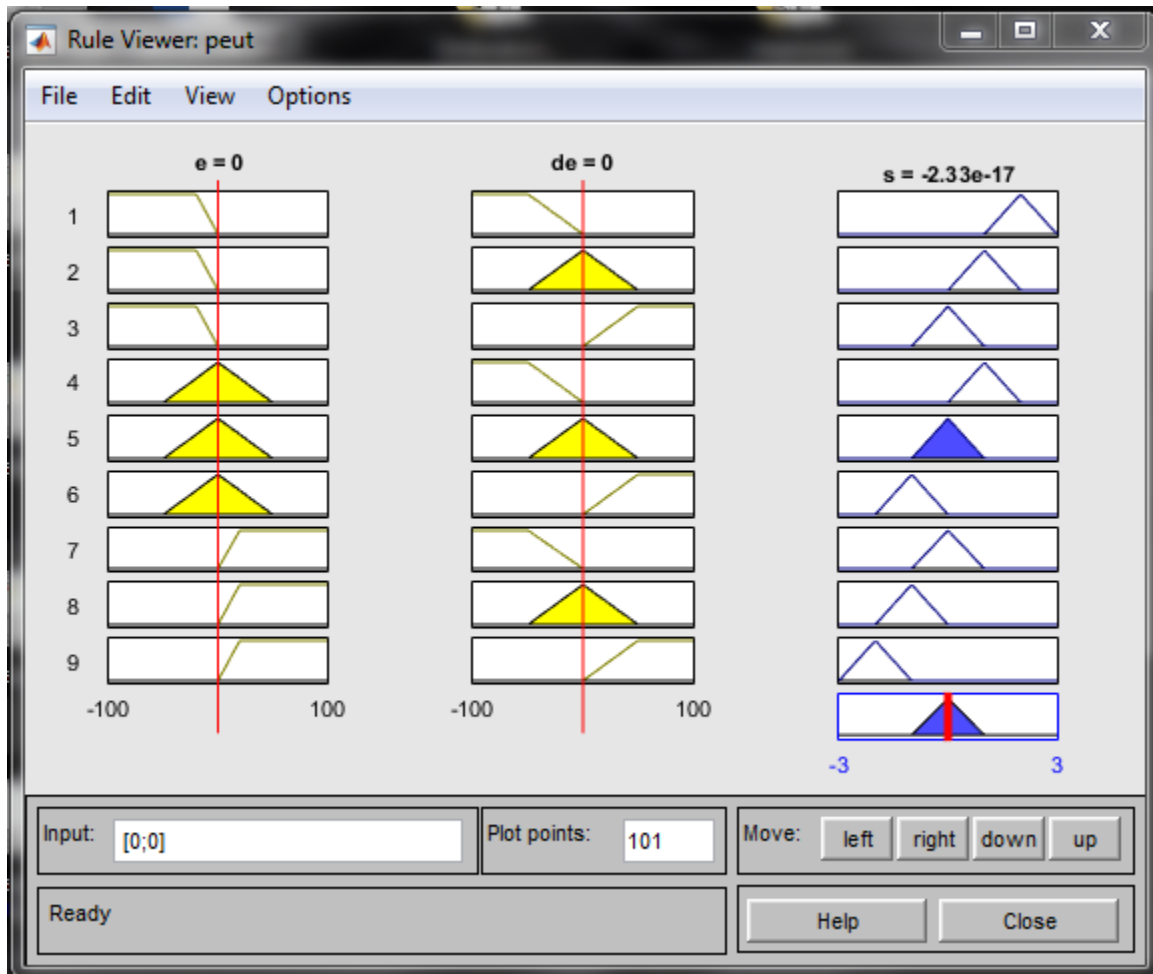 Rule Viewer: peut
File Edit View Options
e = 0 de = 0 s = -2.33e-17
1
2
3
4
5
6
7
8
9
-100 100 -100 100
-3 3
Input: [0;0] Plot points: 101 Move: left right down up
Ready Help Close